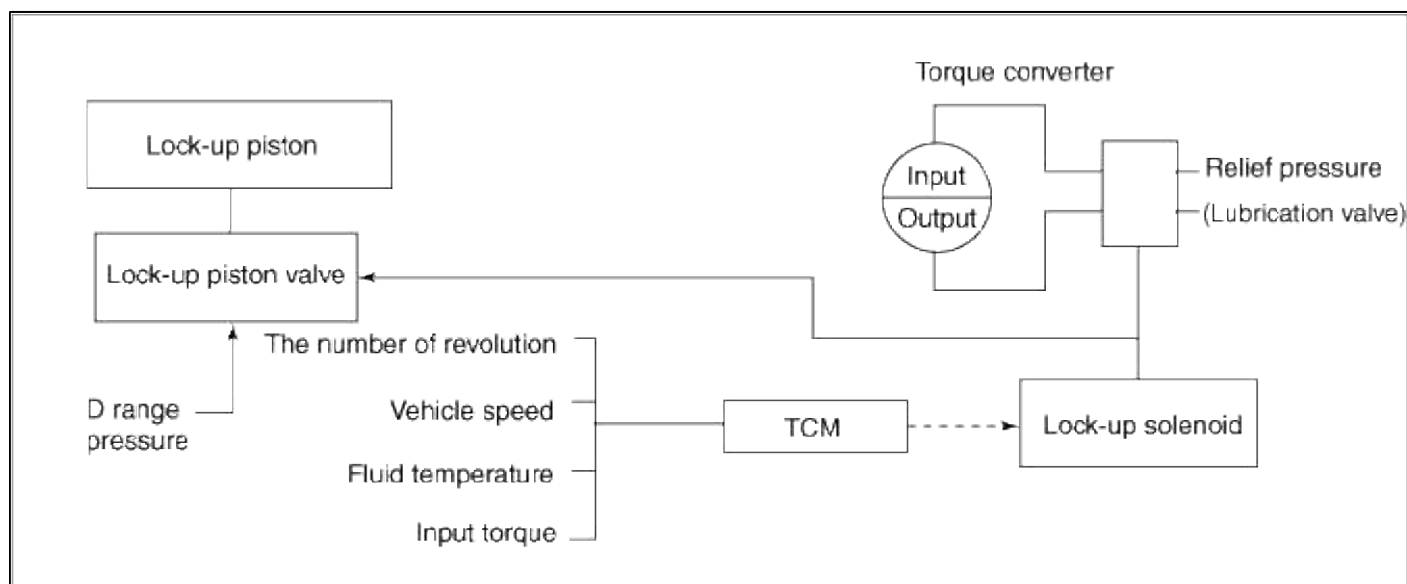 Torque converter
Lock-up piston
Input
Output
Relief pressure
(Lubrication valve)
Lock-up piston valve
The number of revolution
D range
pressure
Vehicle speed
TCM
Lock-up solenoid
Fluid temperature
Input torque